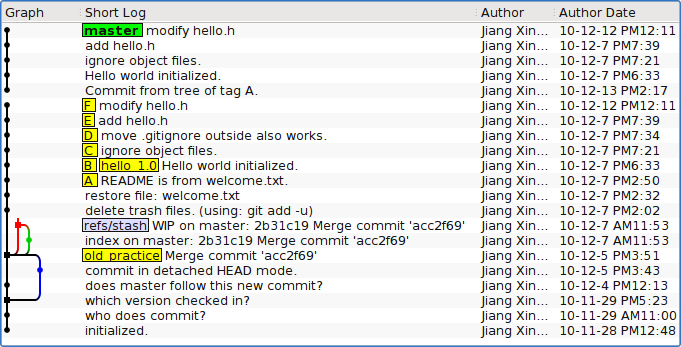 Graph Short Log Author Author Date
master modify hello.h Jiang Xin... 10-12-12 PM12:11
add hello.h Jiang Xin... 10-12-7 PM7:39
ignore object files. Jiang Xin... 10-12-7 PM7:21
Hello world initialized. Jiang Xin... 10-12-7 PM6:33
Commit from tree of tag A. Jiang Xin... 10-12-13 PM2:17
F modify hello.h Jiang Xin... 10-12-12 PM12:11
E add hello.h Jiang Xin... 10-12-7 PM7:39
D move .gitignore outside also works. Jiang Xin... 10-12-7 PM7:34
C ignore object files. Jiang Xin... 10-12-7 PM7:21
B hello_1.0 Hello world initialized. Jiang Xin... 10-12-7 PM6:33
A README is from welcome.txt. Jiang Xin... 10-12-7 PM2:50
restore file: welcome.txt Jiang Xin... 10-12-7 PM2:32
delete trash files. (using: git add -u) Jiang Xin... 10-12-7 PM2:02
refs/stash WIP on master: 2b31c19 Merge commit 'acc2f69' Jiang Xin... 10-12-7 AM11:53
index on master: 2b31c19 Merge commit 'acc2f69' Jiang Xin... 10-12-7 AM11:53
old_practice Merge commit 'acc2f69' Jiang Xin... 10-12-5 PM3:51
commit in detached HEAD mode. Jiang Xin... 10-12-5 PM3:43
does master follow this new commit? Jiang Xin... 10-12-4 PM12:13
which version checked in? Jiang Xin... 10-11-29 PM5:23
who does commit? Jiang Xin... 10-11-29 AM11:00
initialized. Jiang Xin... 10-11-28 PM12:48